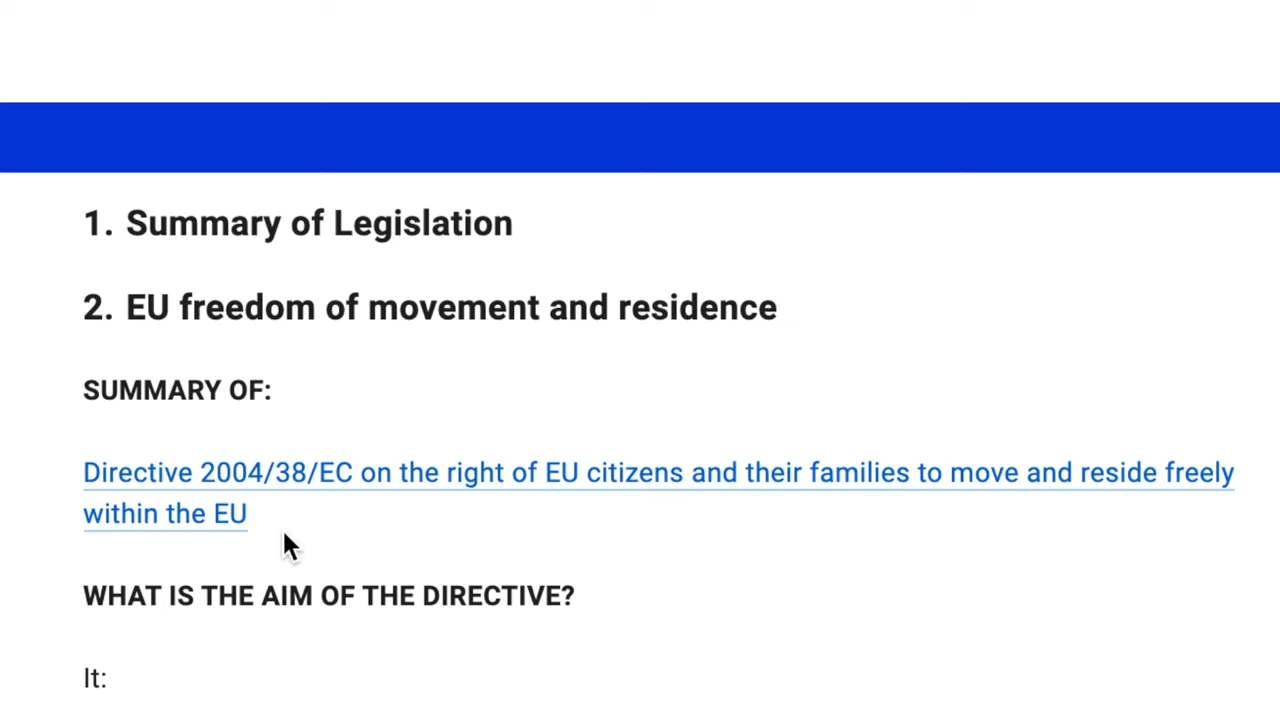 1. Summary of Legislation
2. EU freedom of movement and residence
SUMMARY OF:
Directive 2004/38/EC on the right of EU citizens and their families to move and reside freely
within the EU
WHAT IS THE AIM OF THE DIRECTIVE?
It: